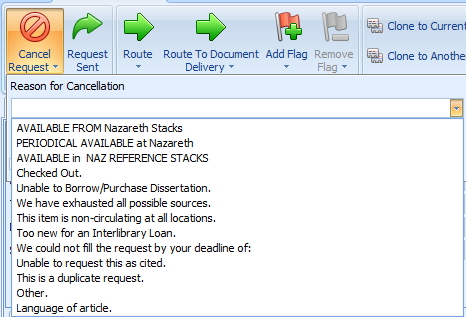 Cancel Request
Request Sent
Route
Route To Document Delivery
Add Flag
Remove Flag
Clone to Current
Clone to Anothe
Reason for Cancellation
AVAILABLE FROM Nazareth Stacks
PERIODICAL AVAILABLE at Nazareth
AVAILABLE in  NAZ REFERENCE STACKS
Checked Out.
Unable to Borrow/Purchase Dissertation.
We have exhausted all possible sources.
This item is non-circulating at all locations.
Too new for an Interlibrary Loan.
We could not fill the request by your deadline of:
Unable to request this as cited.
This is a duplicate request.
Other.
Language of article.